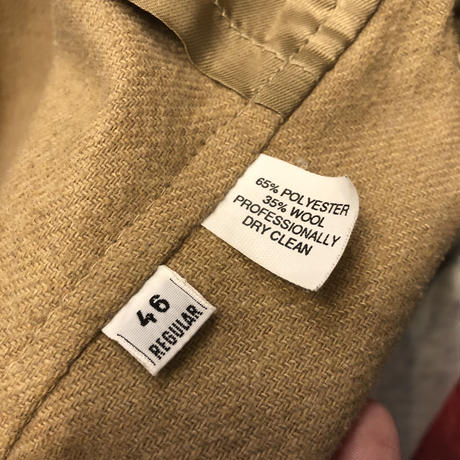 65% POLYESTER
35% WOOL
PROFESSIONALLY
DRY CLEAN
46
REGULAR